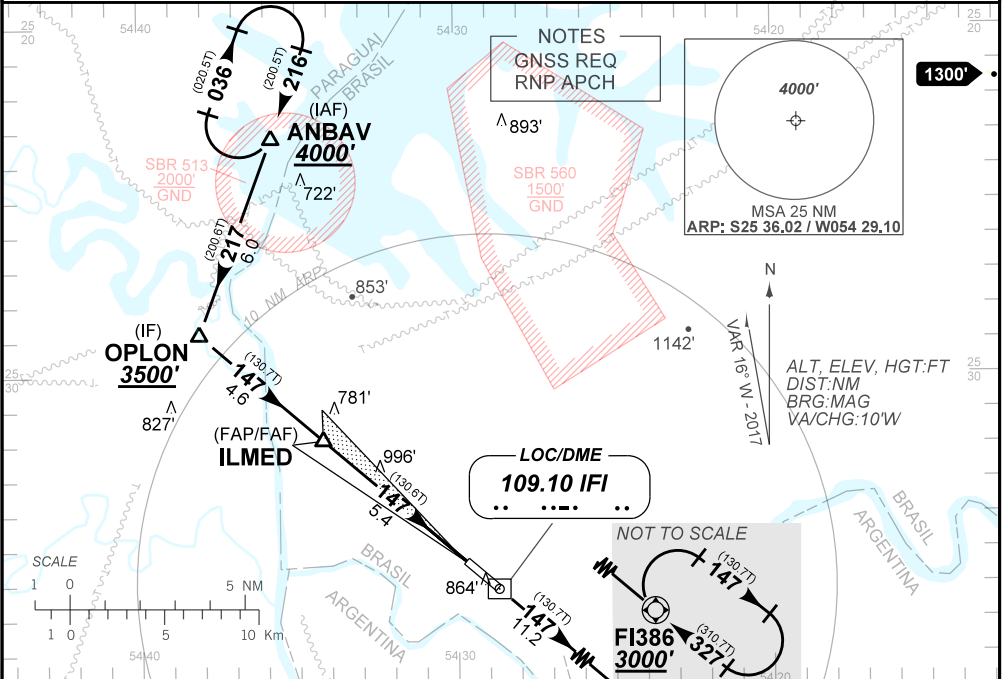 54:40
54:30
54:20
25
20
25
20
NOTES
GNSS REQ
RNP APCH
1300'
4000'
MSA 25 NM
ARP: S25 36.02 / W054 29.10
(020.5T)
036
(200.5T)
216
PARAGUAI
BRASIL
(IAF)
ANBAV
4000'
893'
SBR 513
2000'
GND
722'
SBR 560
1500'
GND
(200.6T)
217
6.0
10 NM ARP
853'
N
VAR 16° W - 2017
1142'
(IF)
OPLON
3500'
(130.7T)
147
4.6
ALT, ELEV, HGT:FT
DIST:NM
BRG:MAG
VA/CHG:10'W
25
30
25
30
827'
781'
(FAP/FAF)
ILMED
996'
(130.6T)
147
5.4
LOC/DME
109.10 IFI
.. ..-. ..
BRASIL
ARGENTINA
NOT TO SCALE
SCALE
1 0 5 NM
1 0 5 10 Km
864'
BRASIL
ARGENTINA
(130.7T)
147
11.2
(130.7T)
147
(310.7T)
327
FI386
3000'
54:40
54:30
54:20